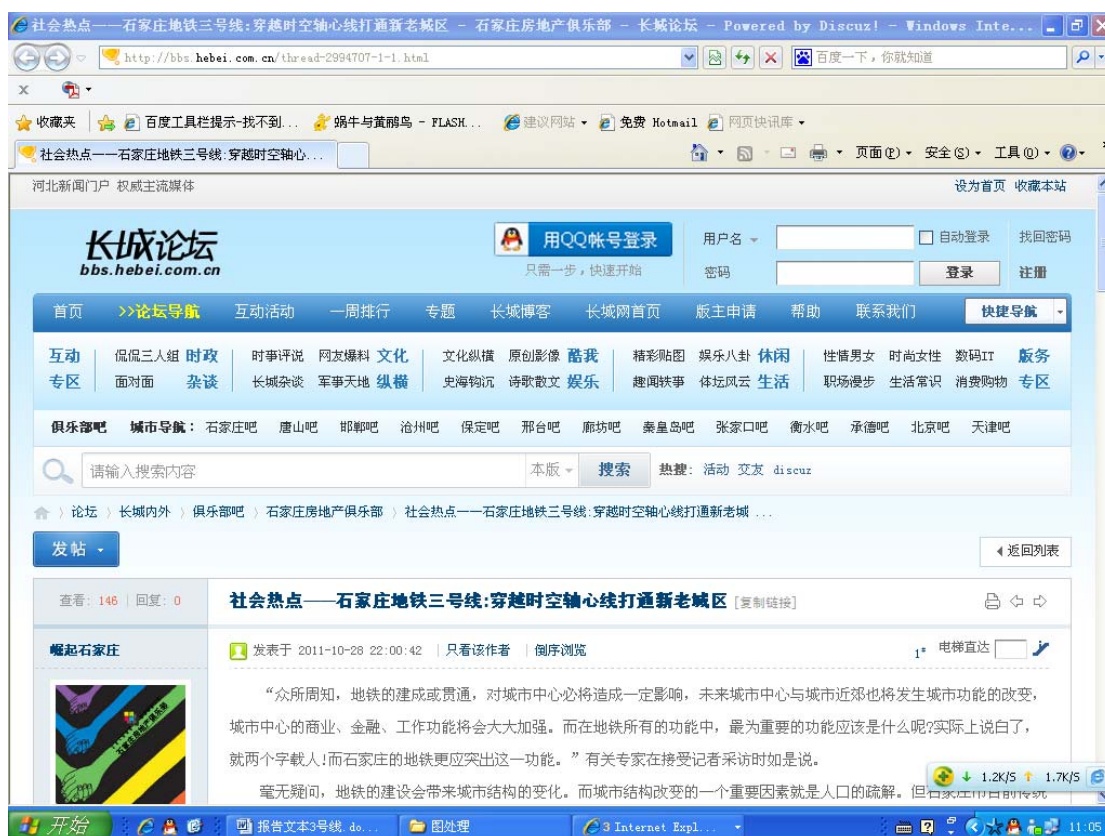 社会热点——石家庄地铁三号线:穿越时空轴心线打通新老城区 - 石家庄房地产俱乐部 - 长城论坛 - Powered by Discuz! - Windows Inte...
http://bbs.hebei.com.cn/thread-2994707-1-1.html 百度一下,你就知道
x
收藏夹 百度工具栏提示-找不到... 蜗牛与黄鹂鸟 - FLASH... 建议网站 免费 Hotmail 网页快讯库
社会热点——石家庄地铁三号线:穿越时空轴心... 页面(P) 安全(S) 工具(O)
河北新闻门户 权威主流媒体 设为首页 收藏本站
长城论坛 用QQ帐号登录 用户名 自动登录 找回密码
bbs.hebei.com.cn 只需一步,快速开始 密码 登录 注册
首页 >>论坛导航 互动活动 一周排行 专题 长城博客 长城网首页 版主申请 帮助 联系我们 快捷导航
互动 侃侃三人组 时政 时事评说 网友爆料 文化 文化纵横 原创影像 酷我 精彩贴图 娱乐八卦 休闲 性情男女 时尚女性 数码IT 版务
专区 面对面 杂谈 长城杂谈 军事天地 纵横 史海钩沉 诗歌散文 娱乐 趣闻轶事 体坛风云 生活 职场漫步 生活常识 消费购物 专区
俱乐部吧 城市导航: 石家庄吧 唐山吧 邯郸吧 沧州吧 保定吧 邢台吧 廊坊吧 秦皇岛吧 张家口吧 衡水吧 承德吧 北京吧 天津吧
请输入搜索内容 本版 搜索 热搜: 活动 交友 discuz
论坛 〉 长城内外 〉 俱乐部吧 〉 石家庄房地产俱乐部 〉 社会热点——石家庄地铁三号线:穿越时空轴心线打通新老城 ...
发帖 返回列表
查看: 146 | 回复: 0 社会热点——石家庄地铁三号线:穿越时空轴心线打通新老城区 [复制链接]
崛起石家庄 发表于 2011-10-28 22:00:42 | 只看该作者 | 倒序浏览 1# 电梯直达
“众所周知,地铁的建成或贯通,对城市中心必将造成一定影响,未来城市中心与城市近郊也将发生城市功能的改变,
城市中心的商业、金融、工作功能将会大大加强。而在地铁所有的功能中,最为重要的功能应该是什么呢?实际上说白了,
就两个字载人!而石家庄的地铁更应突出这一功能。”有关专家在接受记者采访时如是说。
↓ 1.2K/S ↑ 1.7K/S
毫无疑问,地铁的建设会带来城市结构的变化。而城市结构改变的一个重要因素就是人口的疏解。但石家庄市目前传统
开始 报告文本3号线.do... 图处理 3 Internet Expl... 11:05